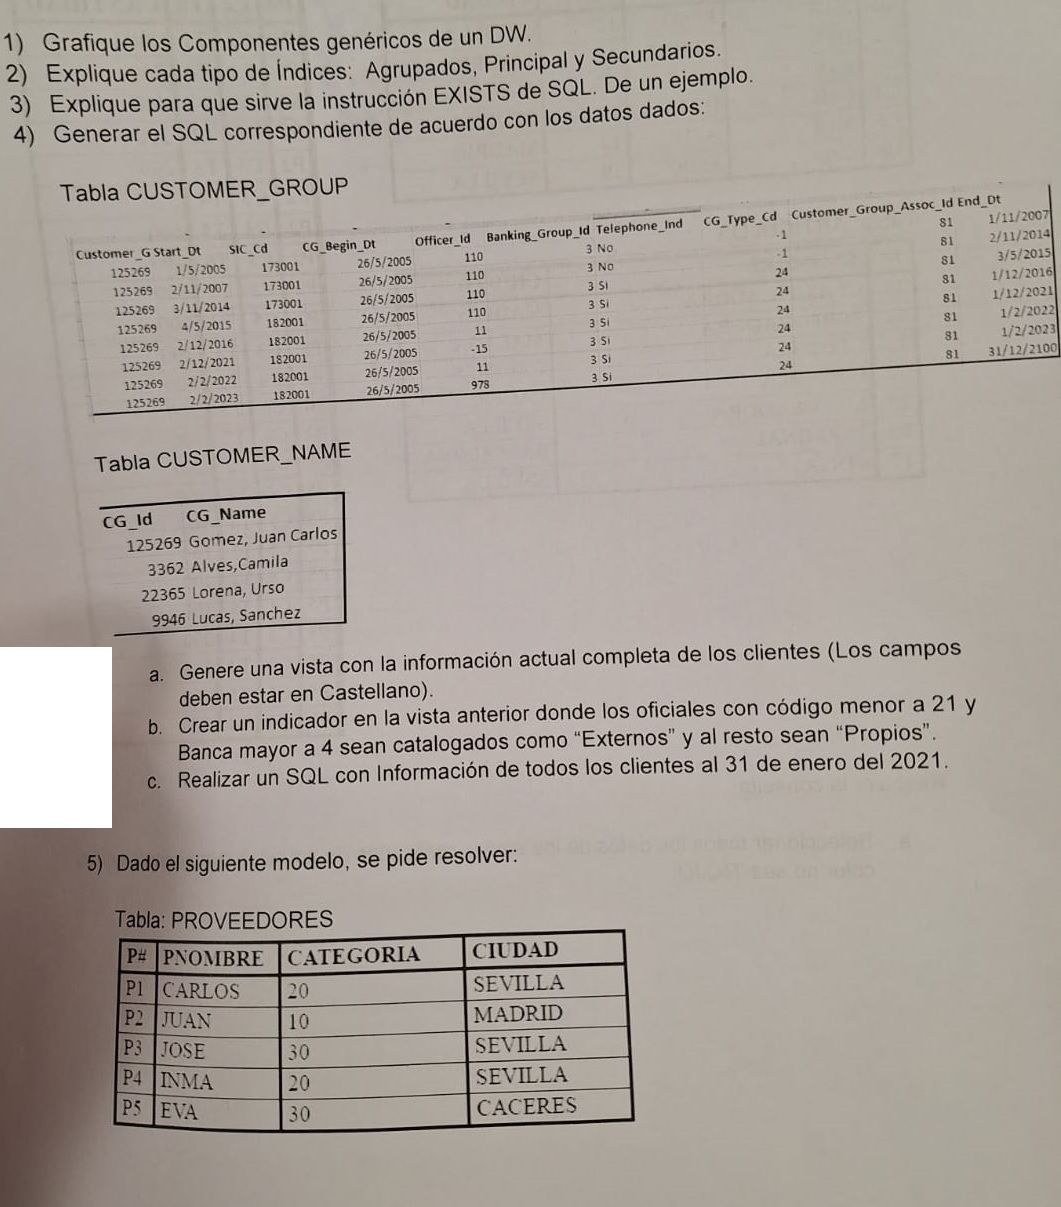 1) Grafique los Componentes genéricos de un DW.
2) Explique cada tipo de Índices: Agrupados, Principal y Secundarios.
3) Explique para que sirve la instrucción EXISTS de SQL. De un ejemplo.
4) Generar el SQL correspondiente de acuerdo con los datos dados:
Tabla CUSTOMER_GROUP
Customer_G Start_Dt SIC_Cd CG_Begin_Dt Officer_Id Banking_Group_Id Telephone_Ind CG_Type_Cd Customer_Group_Assoc_Id End_Dt
125269 1/5/2005 173001 26/5/2005 110 3 No -1 81 1/11/2007
125269 2/11/2007 173001 26/5/2005 110 3 No -1 81 2/11/2014
125269 3/11/2014 173001 26/5/2005 110 3 Si 24 81 3/5/2015
125269 4/5/2015 182001 26/5/2005 110 3 Si 24 81 1/12/2016
125269 2/12/2016 182001 26/5/2005 11 3 Si 24 81 1/12/2021
125269 2/12/2021 182001 26/5/2005 -15 3 Si 24 81 1/2/2022
125269 2/2/2022 182001 26/5/2005 11 3 Si 24 81 1/2/2023
125269 2/2/2023 182001 26/5/2005 978 3 Si 24 81 31/12/2100
Tabla CUSTOMER_NAME
CG_Id CG_Name
125269 Gomez, Juan Carlos
3362 Alves,Camila
22365 Lorena, Urso
9946 Lucas, Sanchez
a. Genere una vista con la información actual completa de los clientes (Los campos
deben estar en Castellano).
b. Crear un indicador en la vista anterior donde los oficiales con código menor a 21 y
Banca mayor a 4 sean catalogados como “Externos” y al resto sean “Propios”.
c. Realizar un SQL con Información de todos los clientes al 31 de enero del 2021.
5) Dado el siguiente modelo, se pide resolver:
Tabla: PROVEEDORES
P# PNOMBRE CATEGORIA CIUDAD
P1 CARLOS 20 SEVILLA
P2 JUAN 10 MADRID
P3 JOSE 30 SEVILLA
P4 INMA 20 SEVILLA
P5 EVA 30 CACERES